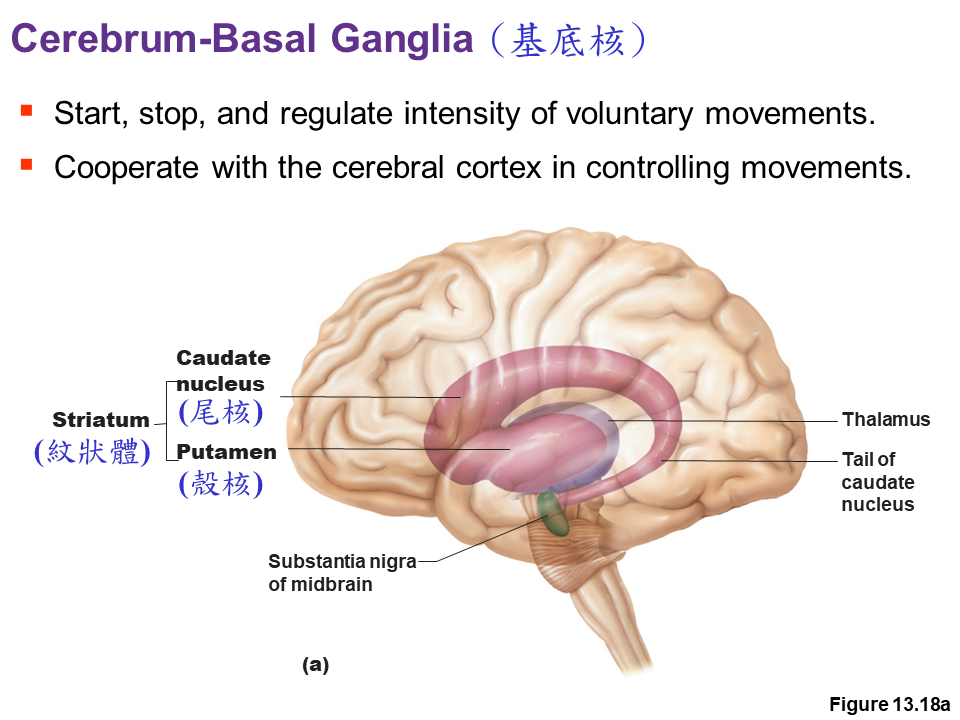 Cerebrum-Basal Ganglia（基底核）
Start, stop, and regulate intensity of voluntary movements.
Cooperate with the cerebral cortex in controlling movements.
Caudate
nucleus
(尾核)
Striatum
(紋狀體)
Putamen
(殼核)
Thalamus
Tail of
caudate
nucleus
Substantia nigra
of midbrain
(a)
Figure 13.18a